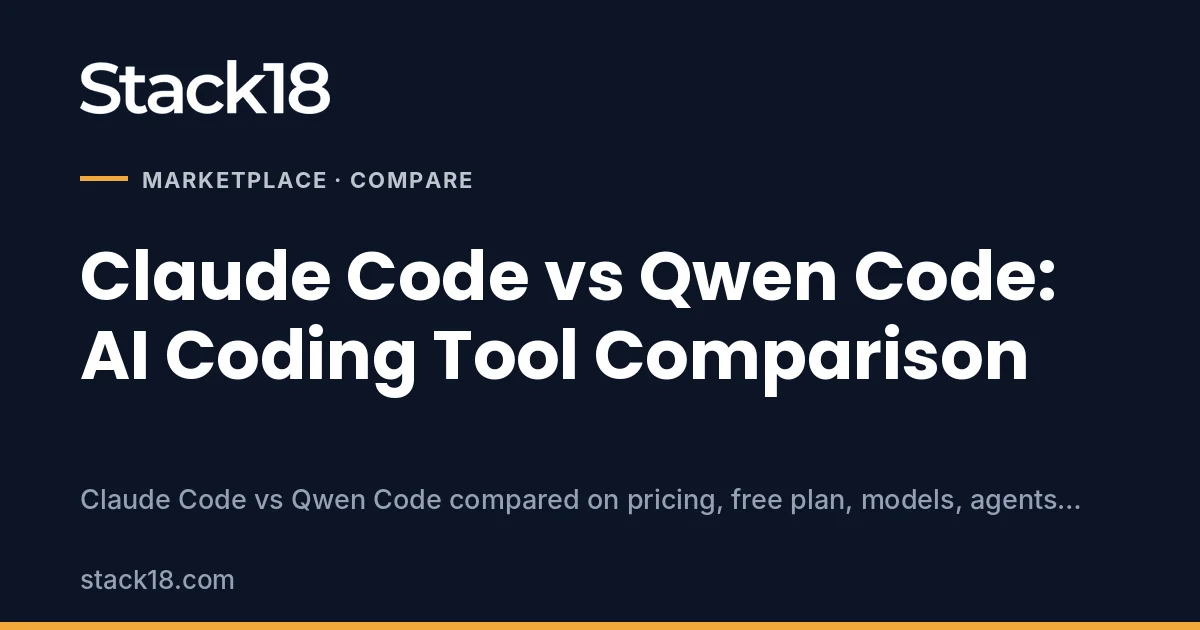 Stack18
MARKETPLACE · COMPARE
Claude Code vs Qwen Code:
AI Coding Tool Comparison
Claude Code vs Qwen Code compared on pricing, free plan, models, agents...
stack18.com